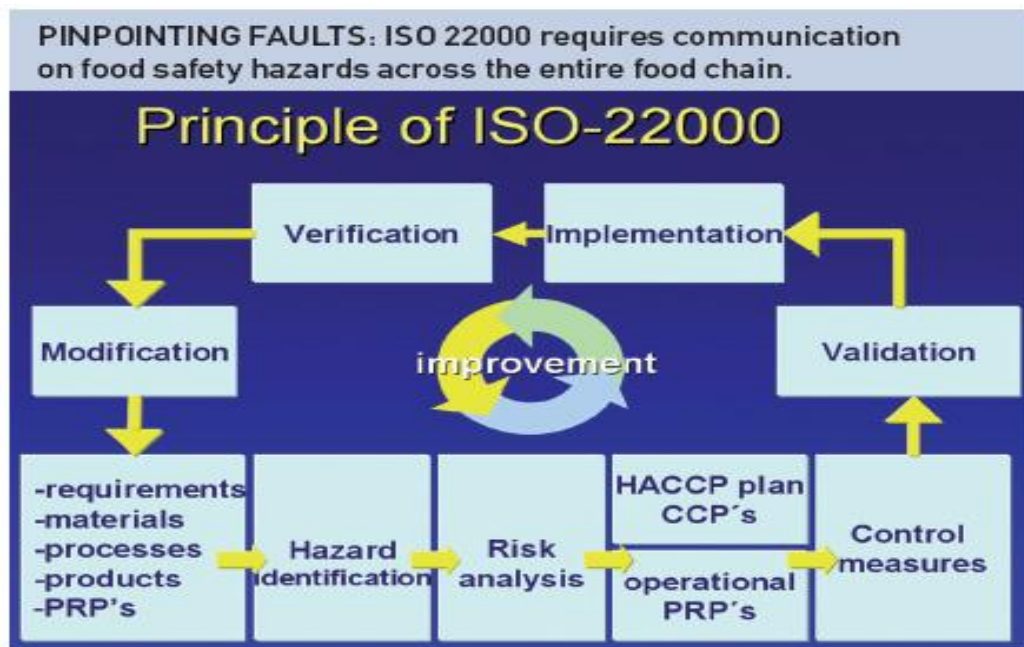 PINPOINTING FAULTS: ISO 22000 requires communication
on food safety hazards across the entire food chain.
Principle of ISO-22000
Verification
Implementation
Modification
improvement
Validation
-requirements
-materials
-processes
-products
-PRP's
Hazard
identification
Risk
analysis
HACCP plan
CCP´s
operational
PRP´s
Control
measures